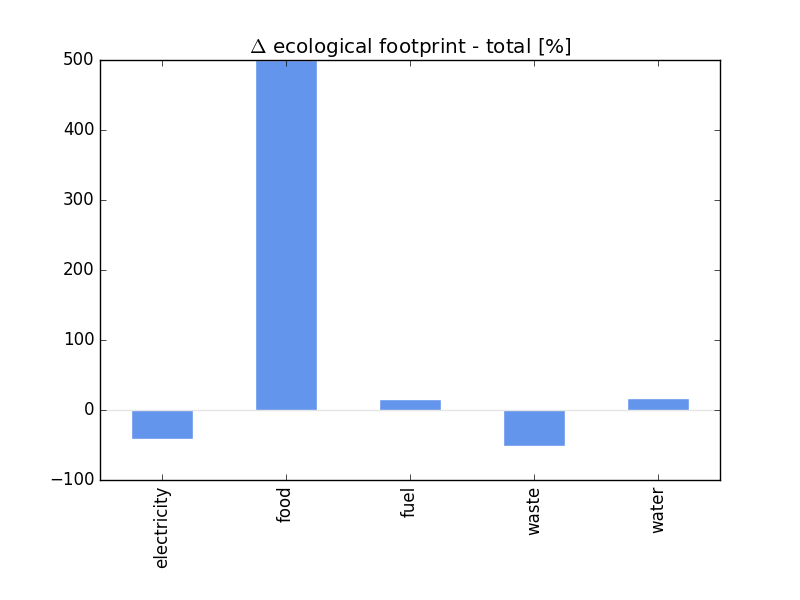 Δ ecological footprint - total [%]
500
400
300
200
100
0
−100
electricity
food
fuel
waste
water